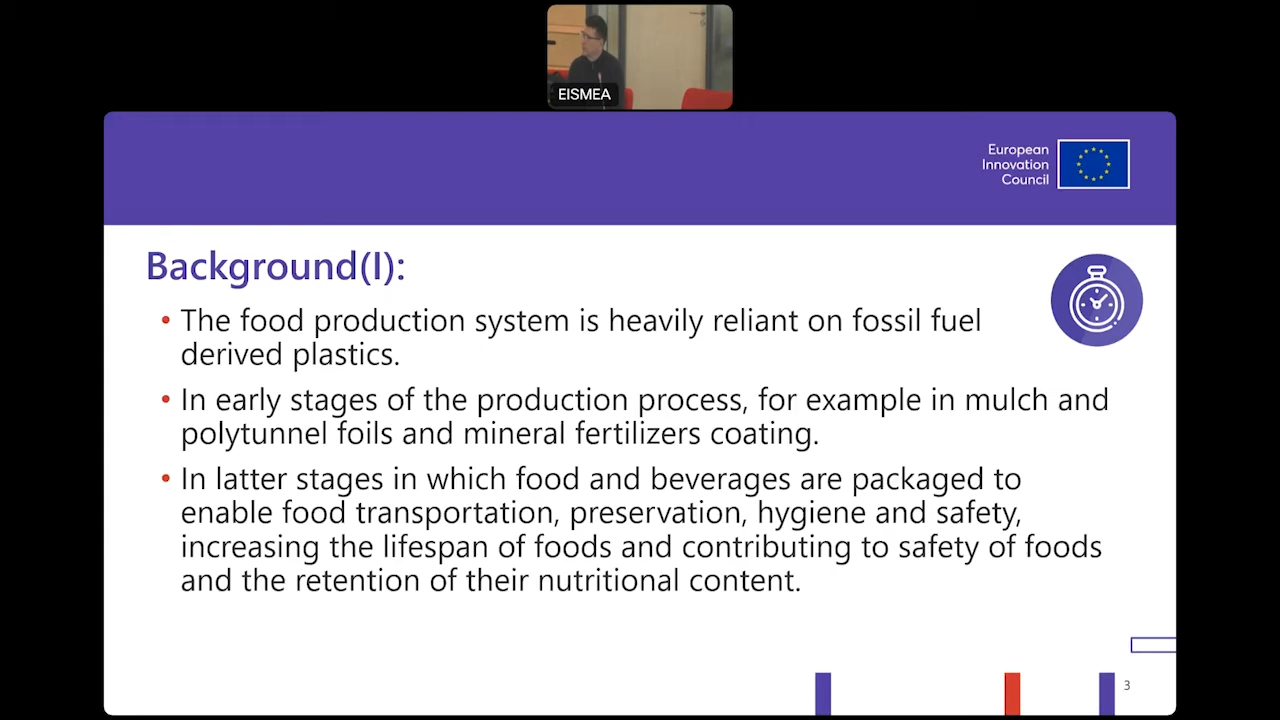 EISMEA
European
Innovation
Council
Background(I):
• The food production system is heavily reliant on fossil fuel
derived plastics.
• In early stages of the production process, for example in mulch and
polytunnel foils and mineral fertilizers coating.
• In latter stages in which food and beverages are packaged to
enable food transportation, preservation, hygiene and safety,
increasing the lifespan of foods and contributing to safety of foods
and the retention of their nutritional content.
3